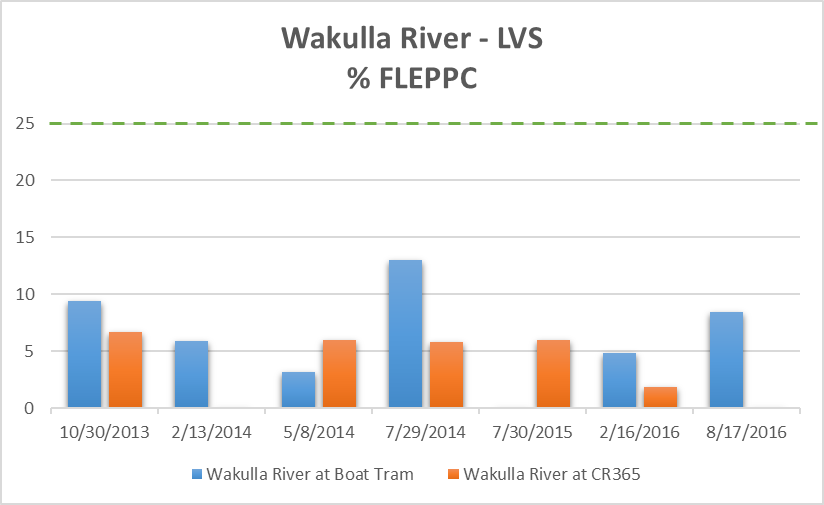 Wakulla River - LVS
% FLEPPC
25
20
15
10
5
0
10/30/2013 2/13/2014 5/8/2014 7/29/2014 7/30/2015 2/16/2016 8/17/2016
Wakulla River at Boat Tram Wakulla River at CR365